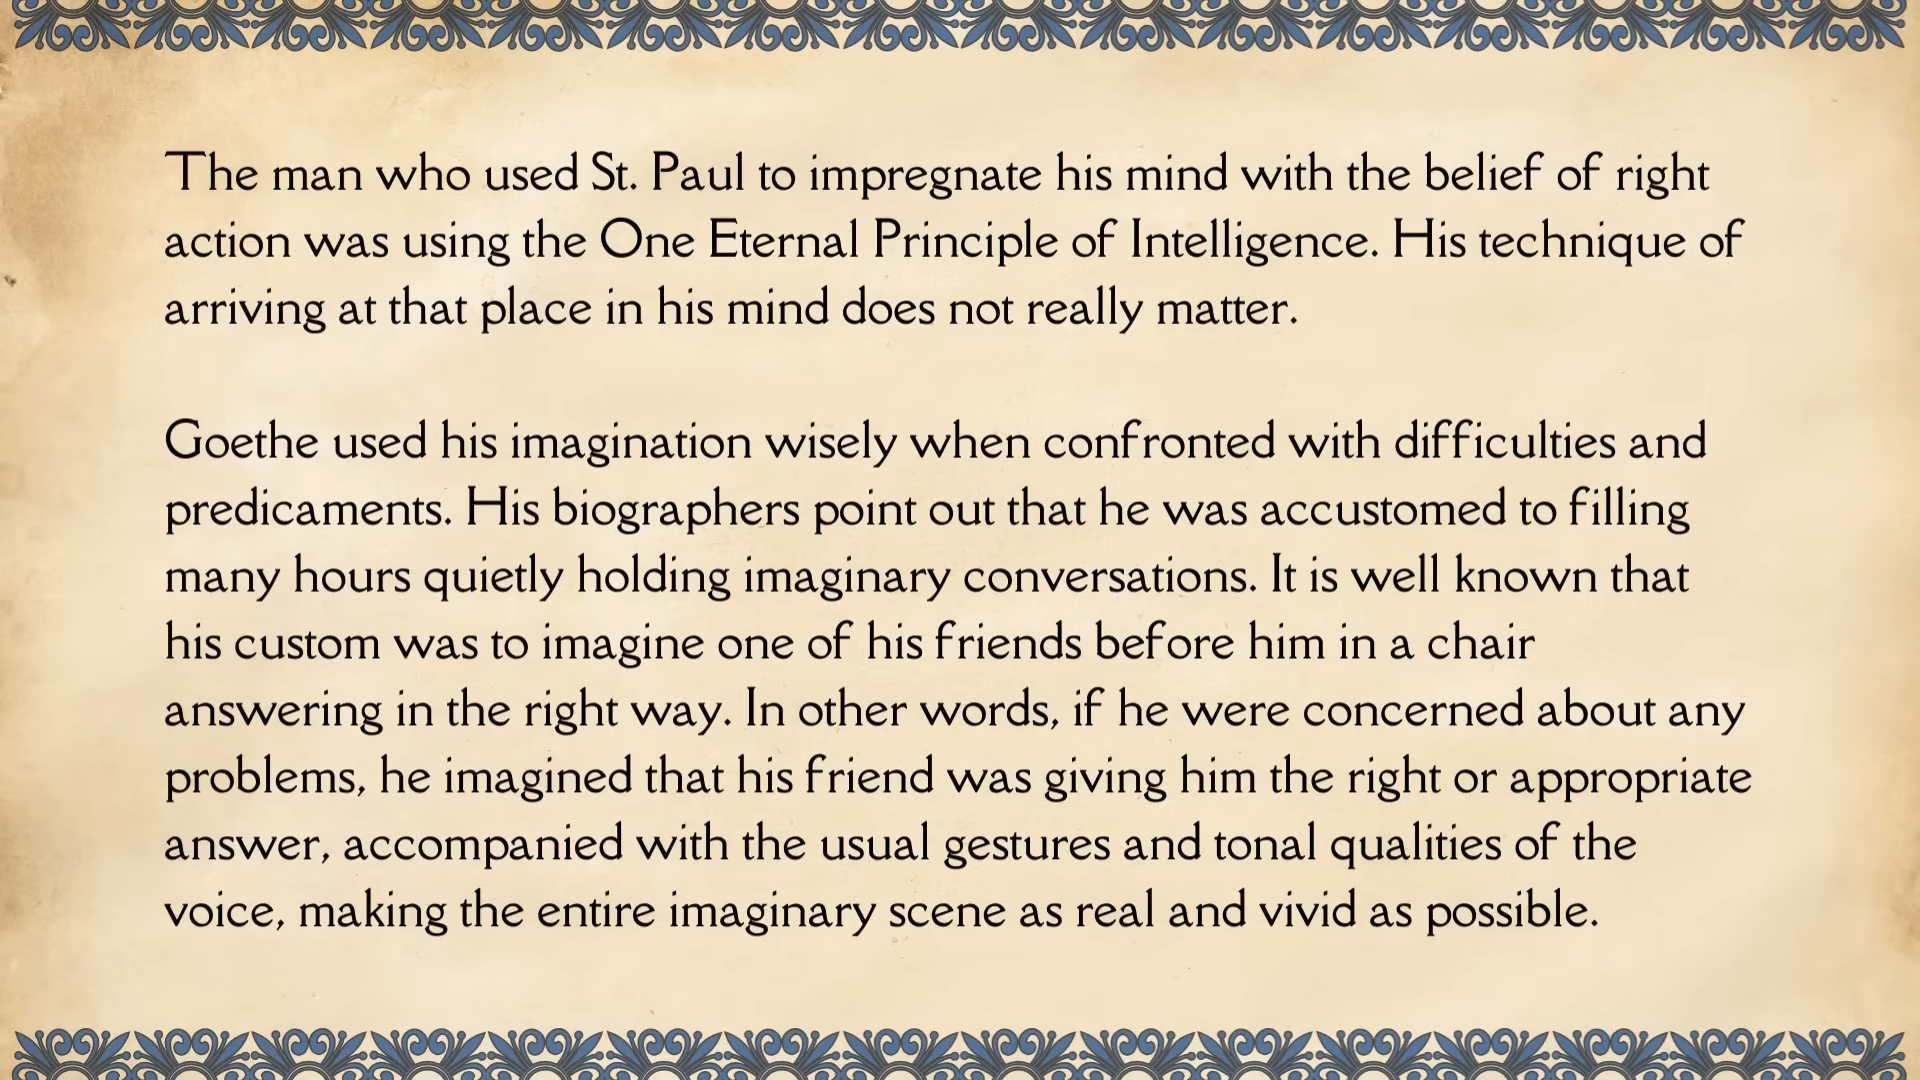 The man who used St. Paul to impregnate his mind with the belief of right
action was using the One Eternal Principle of Intelligence. His technique of
arriving at that place in his mind does not really matter.
Goethe used his imagination wisely when confronted with difficulties and
predicaments. His biographers point out that he was accustomed to filling
many hours quietly holding imaginary conversations. It is well known that
his custom was to imagine one of his friends before him in a chair
answering in the right way. In other words, if he were concerned about any
problems, he imagined that his friend was giving him the right or appropriate
answer, accompanied with the usual gestures and tonal qualities of the
voice, making the entire imaginary scene as real and vivid as possible.